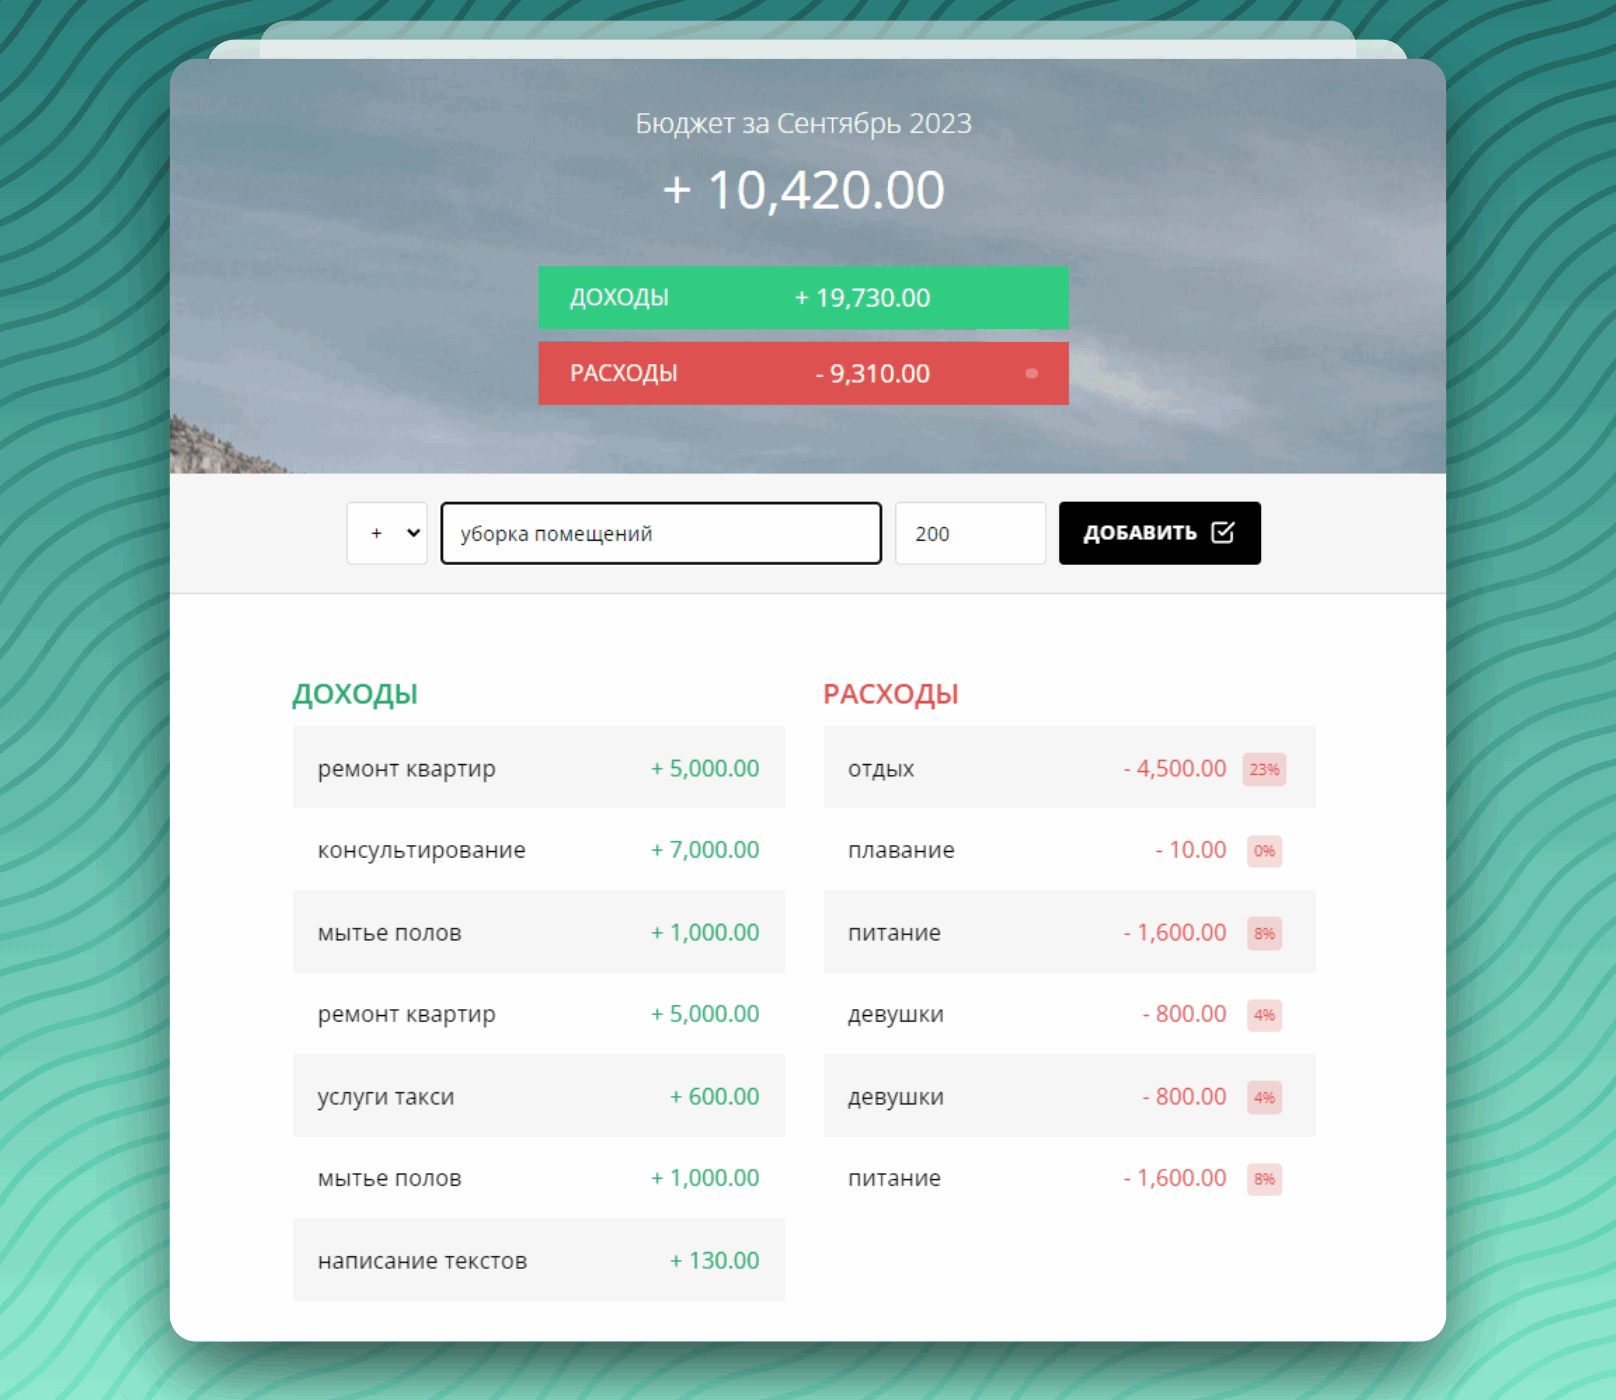 Бюджет за Сентябрь 2023
+ 10,420.00
ДОХОДЫ + 19,730.00
РАСХОДЫ - 9,310.00
+ уборка помещений 200 ДОБАВИТЬ
ДОХОДЫ
ремонт квартир + 5,000.00
консультирование + 7,000.00
мытье полов + 1,000.00
ремонт квартир + 5,000.00
услуги такси + 600.00
мытье полов + 1,000.00
написание текстов + 130.00
РАСХОДЫ
отдых - 4,500.00 23%
плавание - 10.00 0%
питание - 1,600.00 8%
девушки - 800.00 4%
девушки - 800.00 4%
питание - 1,600.00 8%